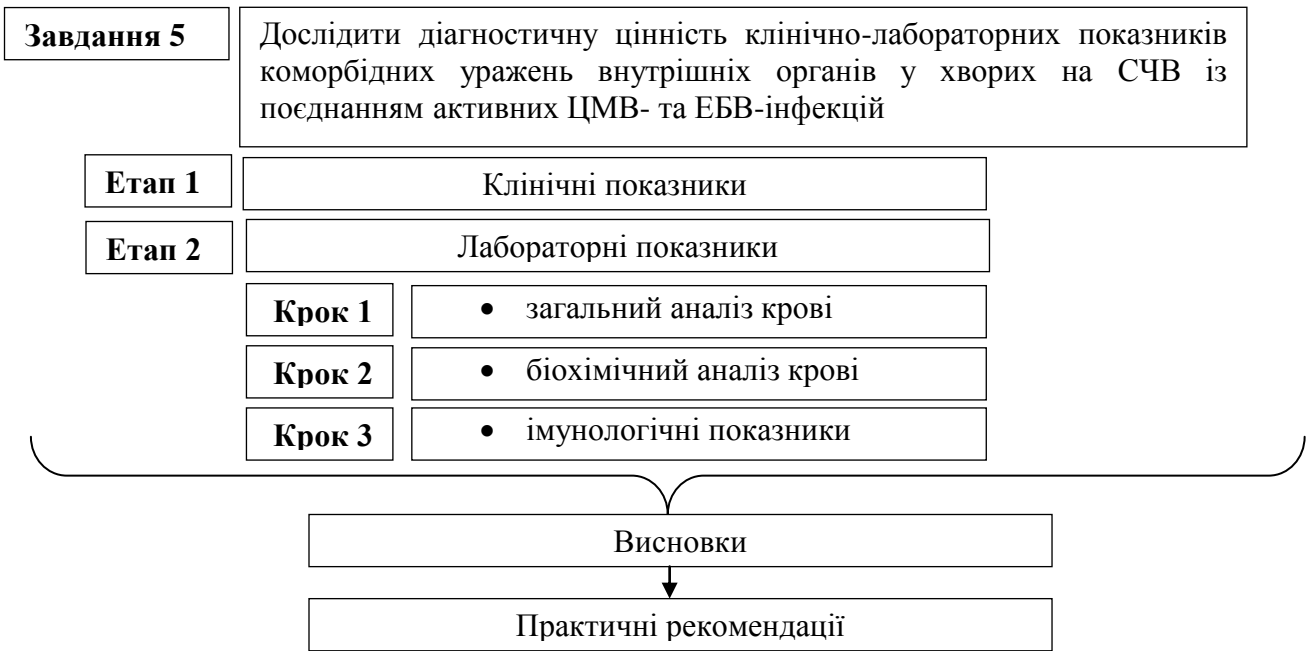 Завдання 5
Дослідити діагностичну цінність клінічно-лабораторних показників
коморбідних уражень внутрішніх органів у хворих на СЧВ із
поєднанням активних ЦМВ- та ЕБВ-інфекцій
Етап 1
Клінічні показники
Етап 2
Лабораторні показники
Крок 1
• загальний аналіз крові
Крок 2
• біохімічний аналіз крові
Крок 3
• імунологічні показники
Висновки
Практичні рекомендації